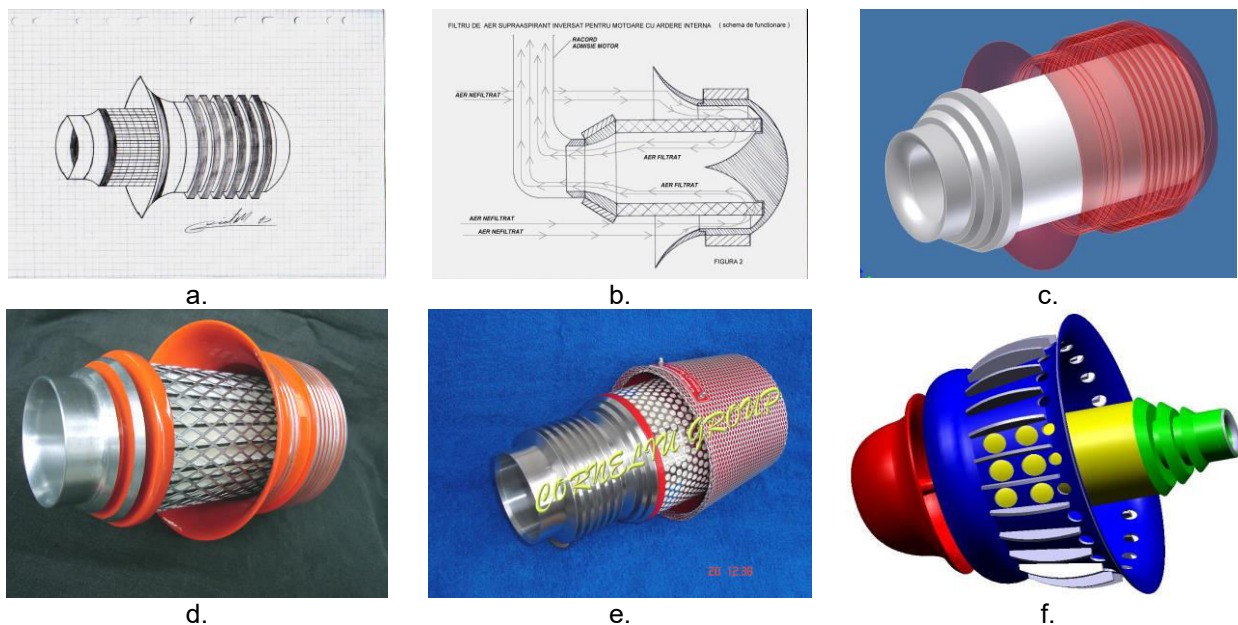 FILTRU DE AER SUPRAASPIRANT INVERSAT PENTRU MOTOARE CU ARDERE INTERNA ( schema de functionare )
RACORD
ADMISIE MOTOR
AER NEFILTRAT
AER FILTRAT
AER FILTRAT
AER NEFILTRAT
AER NEFILTRAT
FIGURA 2
a.
b.
c.
CORNELIU GROUP
20 12:38
d.
e.
f.